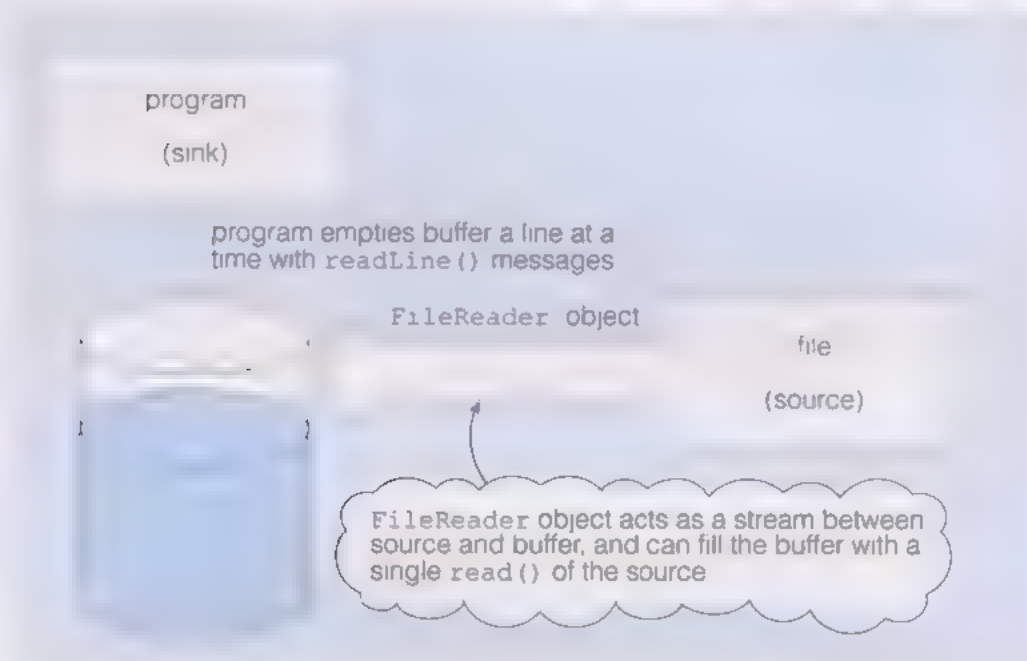 program
(sink)
program empties buffer a line at a
time with readLine() messages
FileReader object
file
(source)
FileReader object acts as a stream between
source and buffer, and can fill the buffer with a
single read() of the source